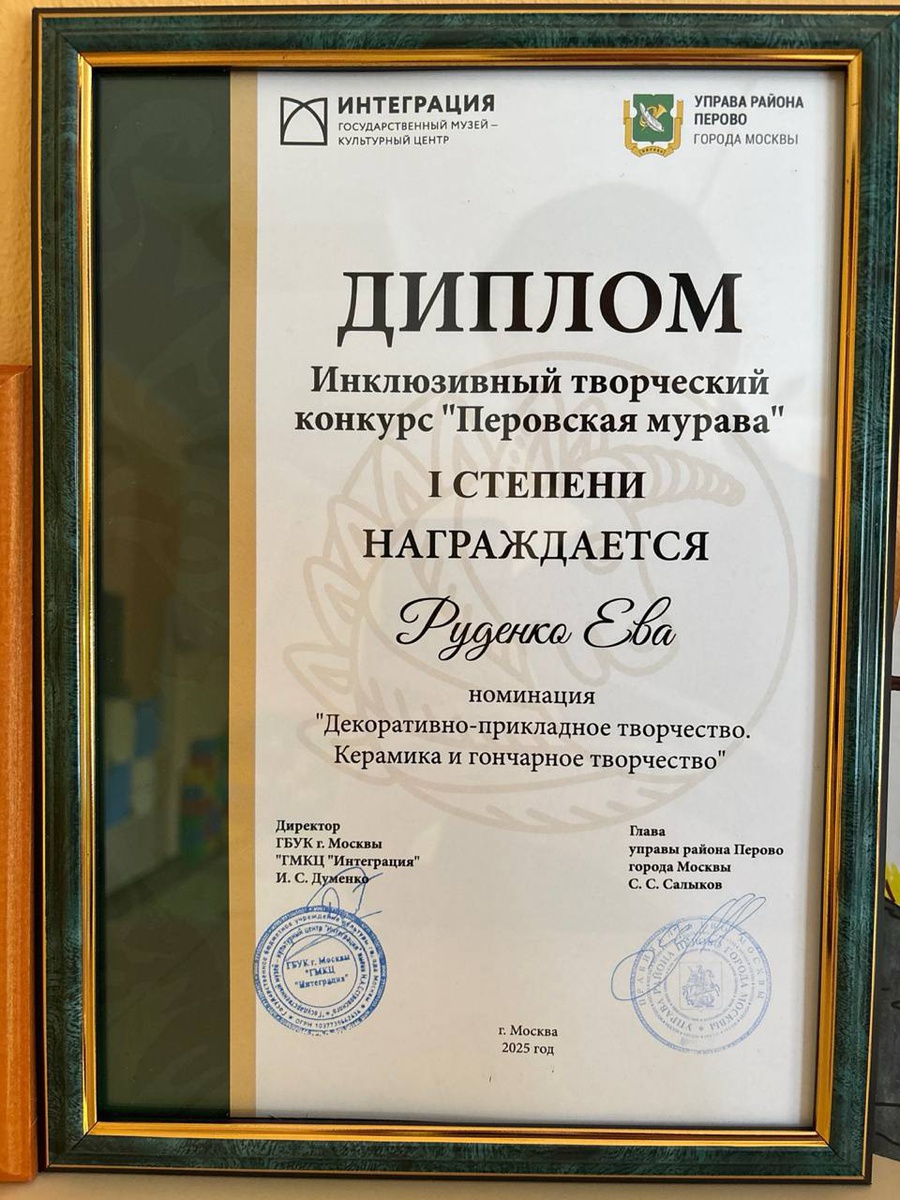 ИНТЕГРАЦИЯ
ГОСУДАРСТВЕННЫЙ МУЗЕЙ –
КУЛЬТУРНЫЙ ЦЕНТР
УПРАВА РАЙОНА
ПЕРОВО
ГОРОДА МОСКВЫ
ДИПЛОМ
Инклюзивный творческий
конкурс "Перовская мурава"
I СТЕПЕНИ
НАГРАЖДАЕТСЯ
Руденко Ева
номинация
"Декоративно-прикладное творчество.
Керамика и гончарное творчество"
Директор
ГБУК г. Москвы
"ГМКЦ "Интеграция"
И. С. Думенко
Глава
управы района Перово
города Москвы
С. С. Салыков
ГБУК г. Москвы
"ГМКЦ
"Интеграция"
г. Москва
2025 год